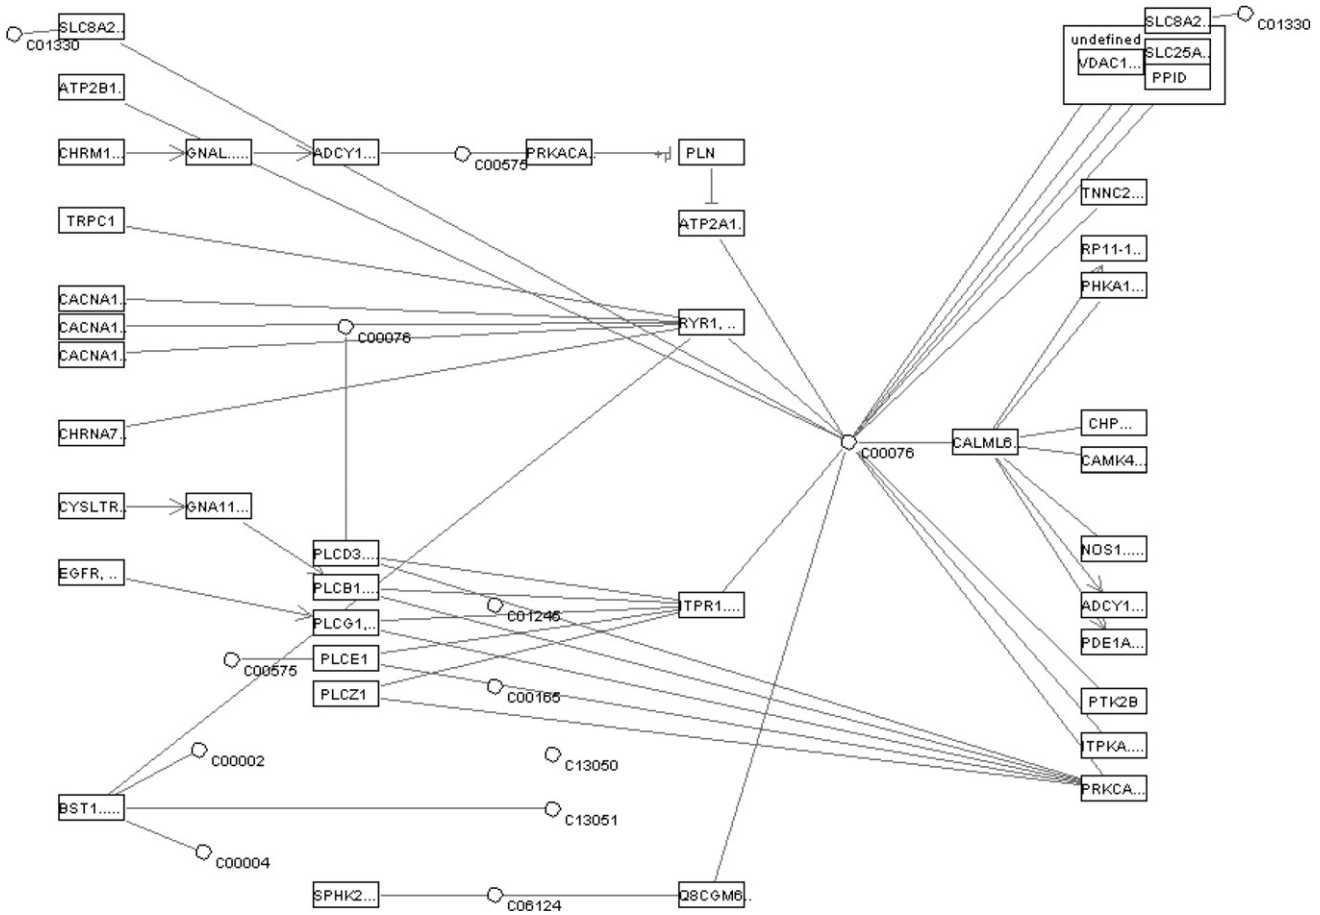 SLC8A2..
C01330
SLC8A2..
C01330
undefined
SLC25A..
VDAC1...
PPID
ATP2B1.
CHRM1...
GNAL.....
ADCY1...
C00575
PRKACA..
+p
PLN
TNNC2...
TRPC1
ATP2A1.
RP11-1..
PHKA1...
CACNA1..
CACNA1..
CACNA1..
C00076
RYR1, ..
CHRNA7..
CHP...
C00076
CALML6.
CAMK4...
CYSLTR..
GNA11...
PLCD3....
NOS1.....
EGFR, ..
PLCB1....
C01245
ITPR1....
ADCY1...
PLCG1,..
PDE1A...
C00575
PLCE1
PLCZ1
C00165
PTK2B
ITPKA....
C00002
C13050
PRKCA...
BST1.....
C13051
C00004
SPHK2...
C06124
Q8CGM6..